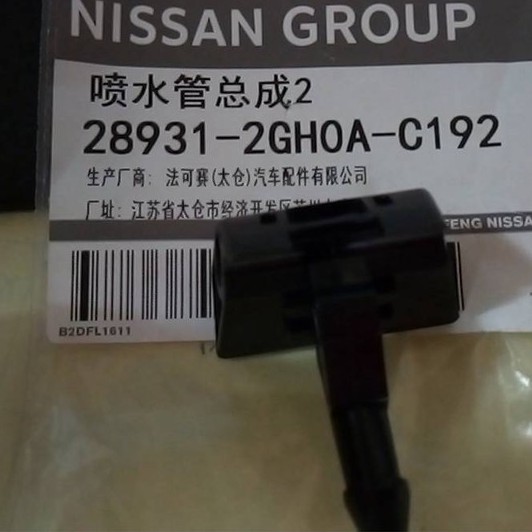 NISSAN GROUP
喷水管总成2
28931-2GH0A-C192
生产厂商: 法可赛(太仓)汽车配件有限公司
厂址: 江苏省太仓市经济开发区苏州
FENG NISSA
B2DFL1611